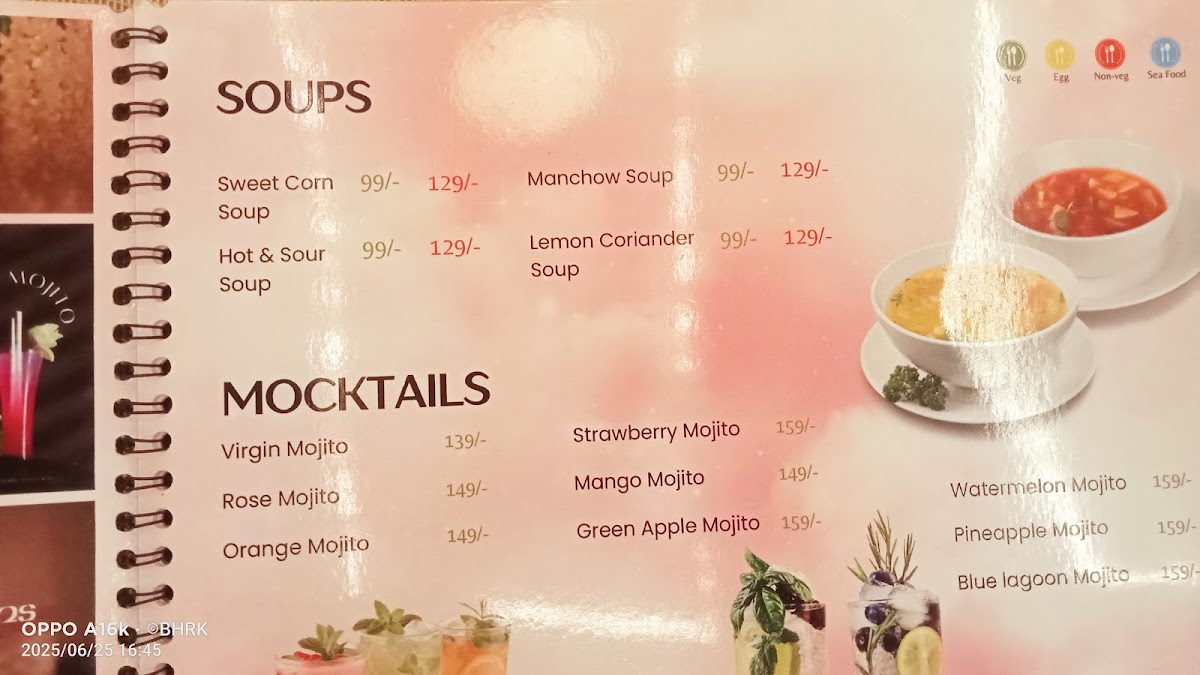 Veg Egg Non-veg Sea Food
SOUPS
Sweet Corn 99/- 129/-
Soup
Manchow Soup 99/- 129/-
Hot & Sour 99/- 129/-
Soup
Lemon Coriander 99/- 129/-
Soup
MOJITO
MOCKTAILS
Virgin Mojito 139/-
Rose Mojito 149/-
Orange Mojito 149/-
Strawberry Mojito 159/-
Mango Mojito 149/-
Green Apple Mojito 159/-
Watermelon Mojito 159/-
Pineapple Mojito 159/-
Blue lagoon Mojito 159/-
OPPO A16k · ©BHRK
2025/06/25 16:45